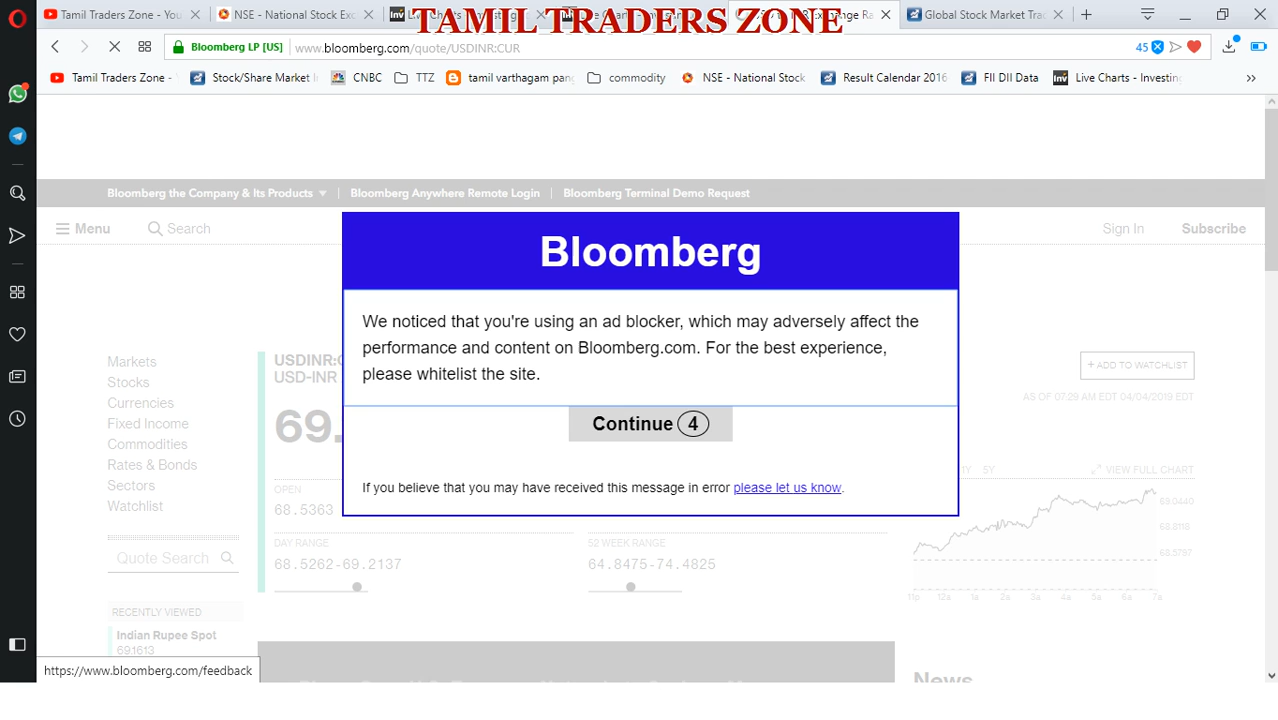 TAMIL TRADERS ZONE
Tamil Traders Zone - You
NSE - National Stock Exc
Global Stock Market Tra
Bloomberg LP [US] www.bloomberg.com/quote/USDINR:CUR
45
Tamil Traders Zone -
Stock/Share Market
CNBC
TTZ
tamil varthagam pan
commodity
NSE - National Stock
Result Calendar 2016
FII DII Data
Live Charts - Investing
Bloomberg the Company & Its Products
Bloomberg Anywhere Remote Login
Bloomberg Terminal Demo Request
Menu
Search
Sign In
Subscribe
Bloomberg
We noticed that you're using an ad blocker, which may adversely affect the
performance and content on Bloomberg.com. For the best experience,
please whitelist the site.
Continue 4
If you believe that you may have received this message in error please let us know.
Markets
Stocks
Currencies
Fixed Income
Commodities
Rates & Bonds
Sectors
Watchlist
Quote Search
RECENTLY VIEWED
Indian Rupee Spot
69.1613
USDINR:C
USD-INR
69.
OPEN
68.5363
DAY RANGE
68.5262-69.2137
52 WEEK RANGE
64.8475-74.4825
+ ADD TO WATCHLIST
AS OF 07:29 AM EDT 04/04/2019 EDT
1Y 5Y
VIEW FULL CHART
69.0440
68.8115
68.5787
11p 12a 1a 2a 3a 4a 5a 6a 7a
News
https://www.bloomberg.com/feedback